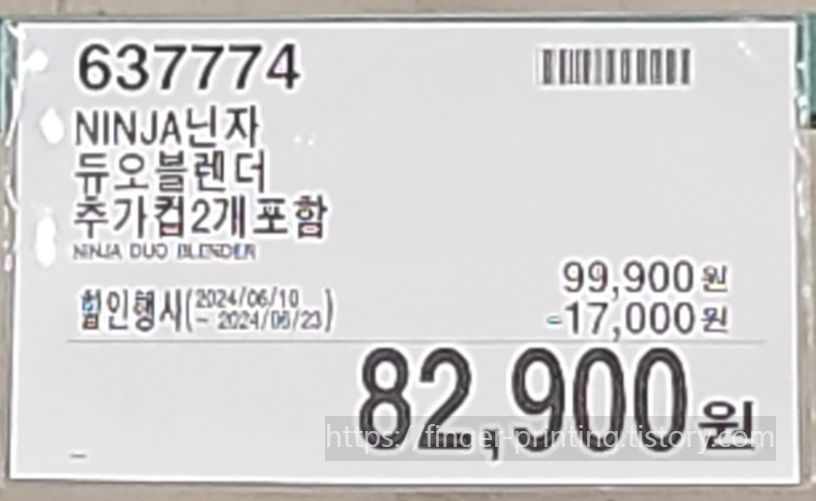 637774
NINJA닌자
듀오블렌더
추가컵2개포함
NINJA DUO BLENDER
99,900원
할인행사(2024/06/10 ~ 2024/06/23)
-17,000원
82,900원
https://finger-printing.tistory.com